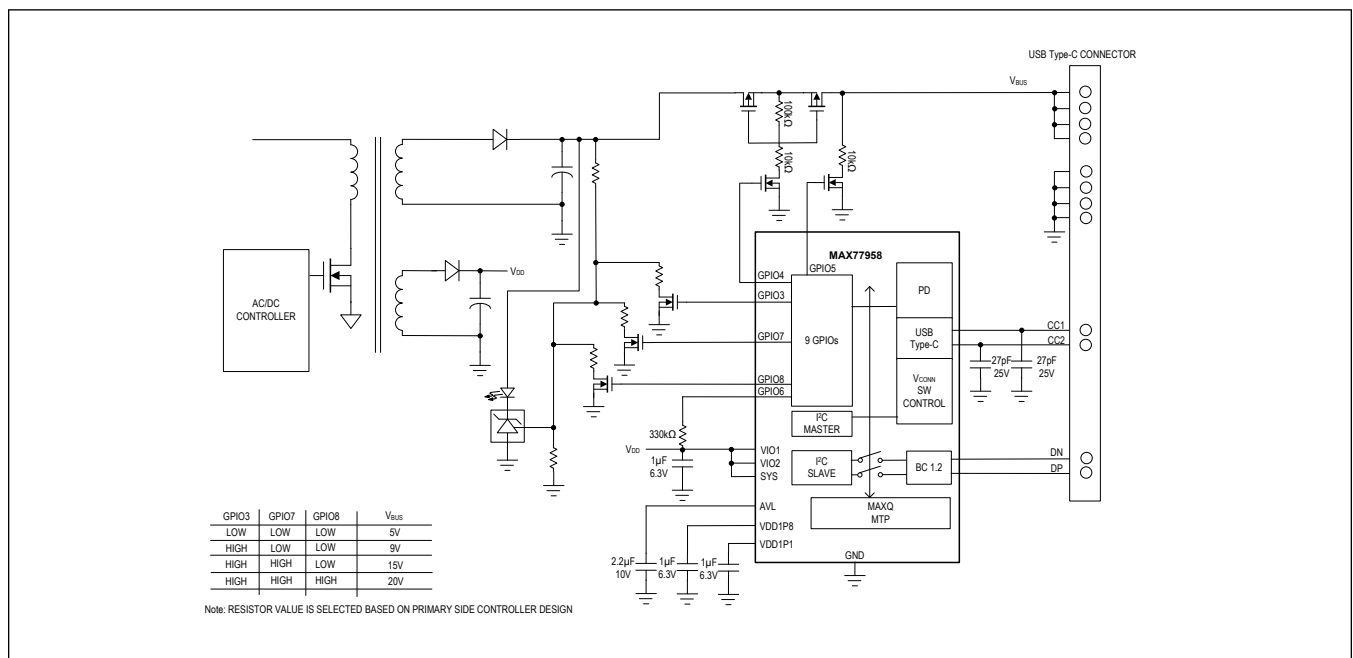 USB Type-C CONNECTOR
VBUS
100kΩ
10kΩ
10kΩ
MAX77958
GPIO5
GPIO4
GPIO3
GPIO7
GPIO8
GPIO6
9 GPIOs
PD
USB
Type-C
VCONN
SW
CONTROL
CC1
CC2
27pF
25V
27pF
25V
AC/DC
CONTROLLER
VDD
I²C
MASTER
330kΩ
VDD
1µF
6.3V
VIO1
VIO2
SYS
I²C
SLAVE
BC 1.2
DN
DP
AVL
VDD1P8
VDD1P1
MAXQ
MTP
GND
2.2µF
10V
1µF
6.3V
1µF
6.3V
GPIO3 GPIO7 GPIO8 VBUS
LOW LOW LOW 5V
HIGH LOW LOW 9V
HIGH HIGH LOW 15V
HIGH HIGH HIGH 20V
Note: RESISTOR VALUE IS SELECTED BASED ON PRIMARY SIDE CONTROLLER DESIGN